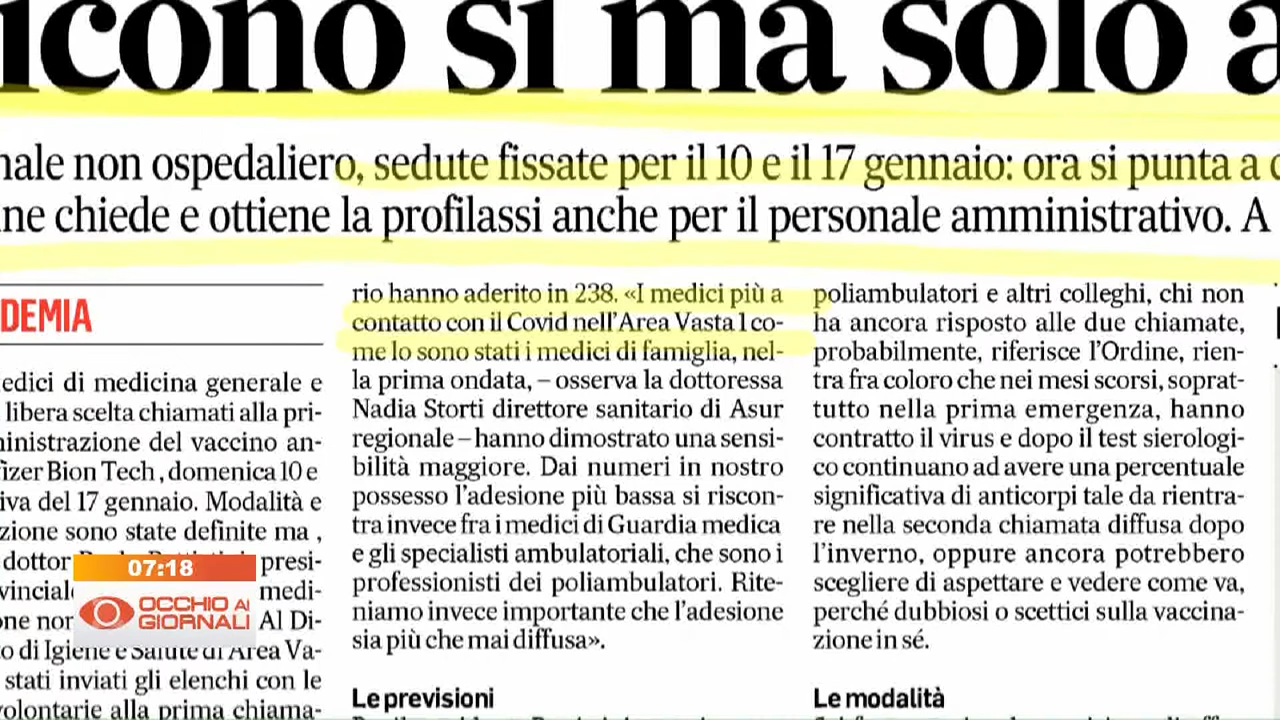 icono sì ma solo a
nale non ospedaliero, sedute fissate per il 10 e il 17 gennaio: ora si punta a c
ne chiede e ottiene la profilassi anche per il personale amministrativo. A
DEMIA
edici di medicina generale e
libera scelta chiamati alla pri-
ministrazione del vaccino an-
fizer Bion Tech, domenica 10 e
iva del 17 gennaio. Modalità e
zione sono state definite ma ,
dottor presi-
vinciale medi-
ne non Al Di-
o di Igiene e Salute di Area Va-
stati inviati gli elenchi con le
volontarie alla prima chiama-
rio hanno aderito in 238. «I medici più a
contatto con il Covid nell'Area Vasta 1 co-
me lo sono stati i medici di famiglia, nel-
la prima ondata, – osserva la dottoressa
Nadia Storti direttore sanitario di Asur
regionale – hanno dimostrato una sensi-
bilità maggiore. Dai numeri in nostro
possesso l'adesione più bassa si riscon-
tra invece fra i medici di Guardia medica
e gli specialisti ambulatoriali, che sono i
professionisti dei poliambulatori. Rite-
niamo invece importante che l'adesione
sia più che mai diffusa».
Le previsioni
poliambulatori e altri colleghi, chi non
ha ancora risposto alle due chiamate,
probabilmente, riferisce l'Ordine, rien-
tra fra coloro che nei mesi scorsi, soprat-
tutto nella prima emergenza, hanno
contratto il virus e dopo il test sierologi-
co continuano ad avere una percentuale
significativa di anticorpi tale da rientra-
re nella seconda chiamata diffusa dopo
l'inverno, oppure ancora potrebbero
scegliere di aspettare e vedere come va,
perché dubbiosi o scettici sulla vaccina-
zione in sé.
Le modalità
07:18
OCCHIO AI
GIORNALI